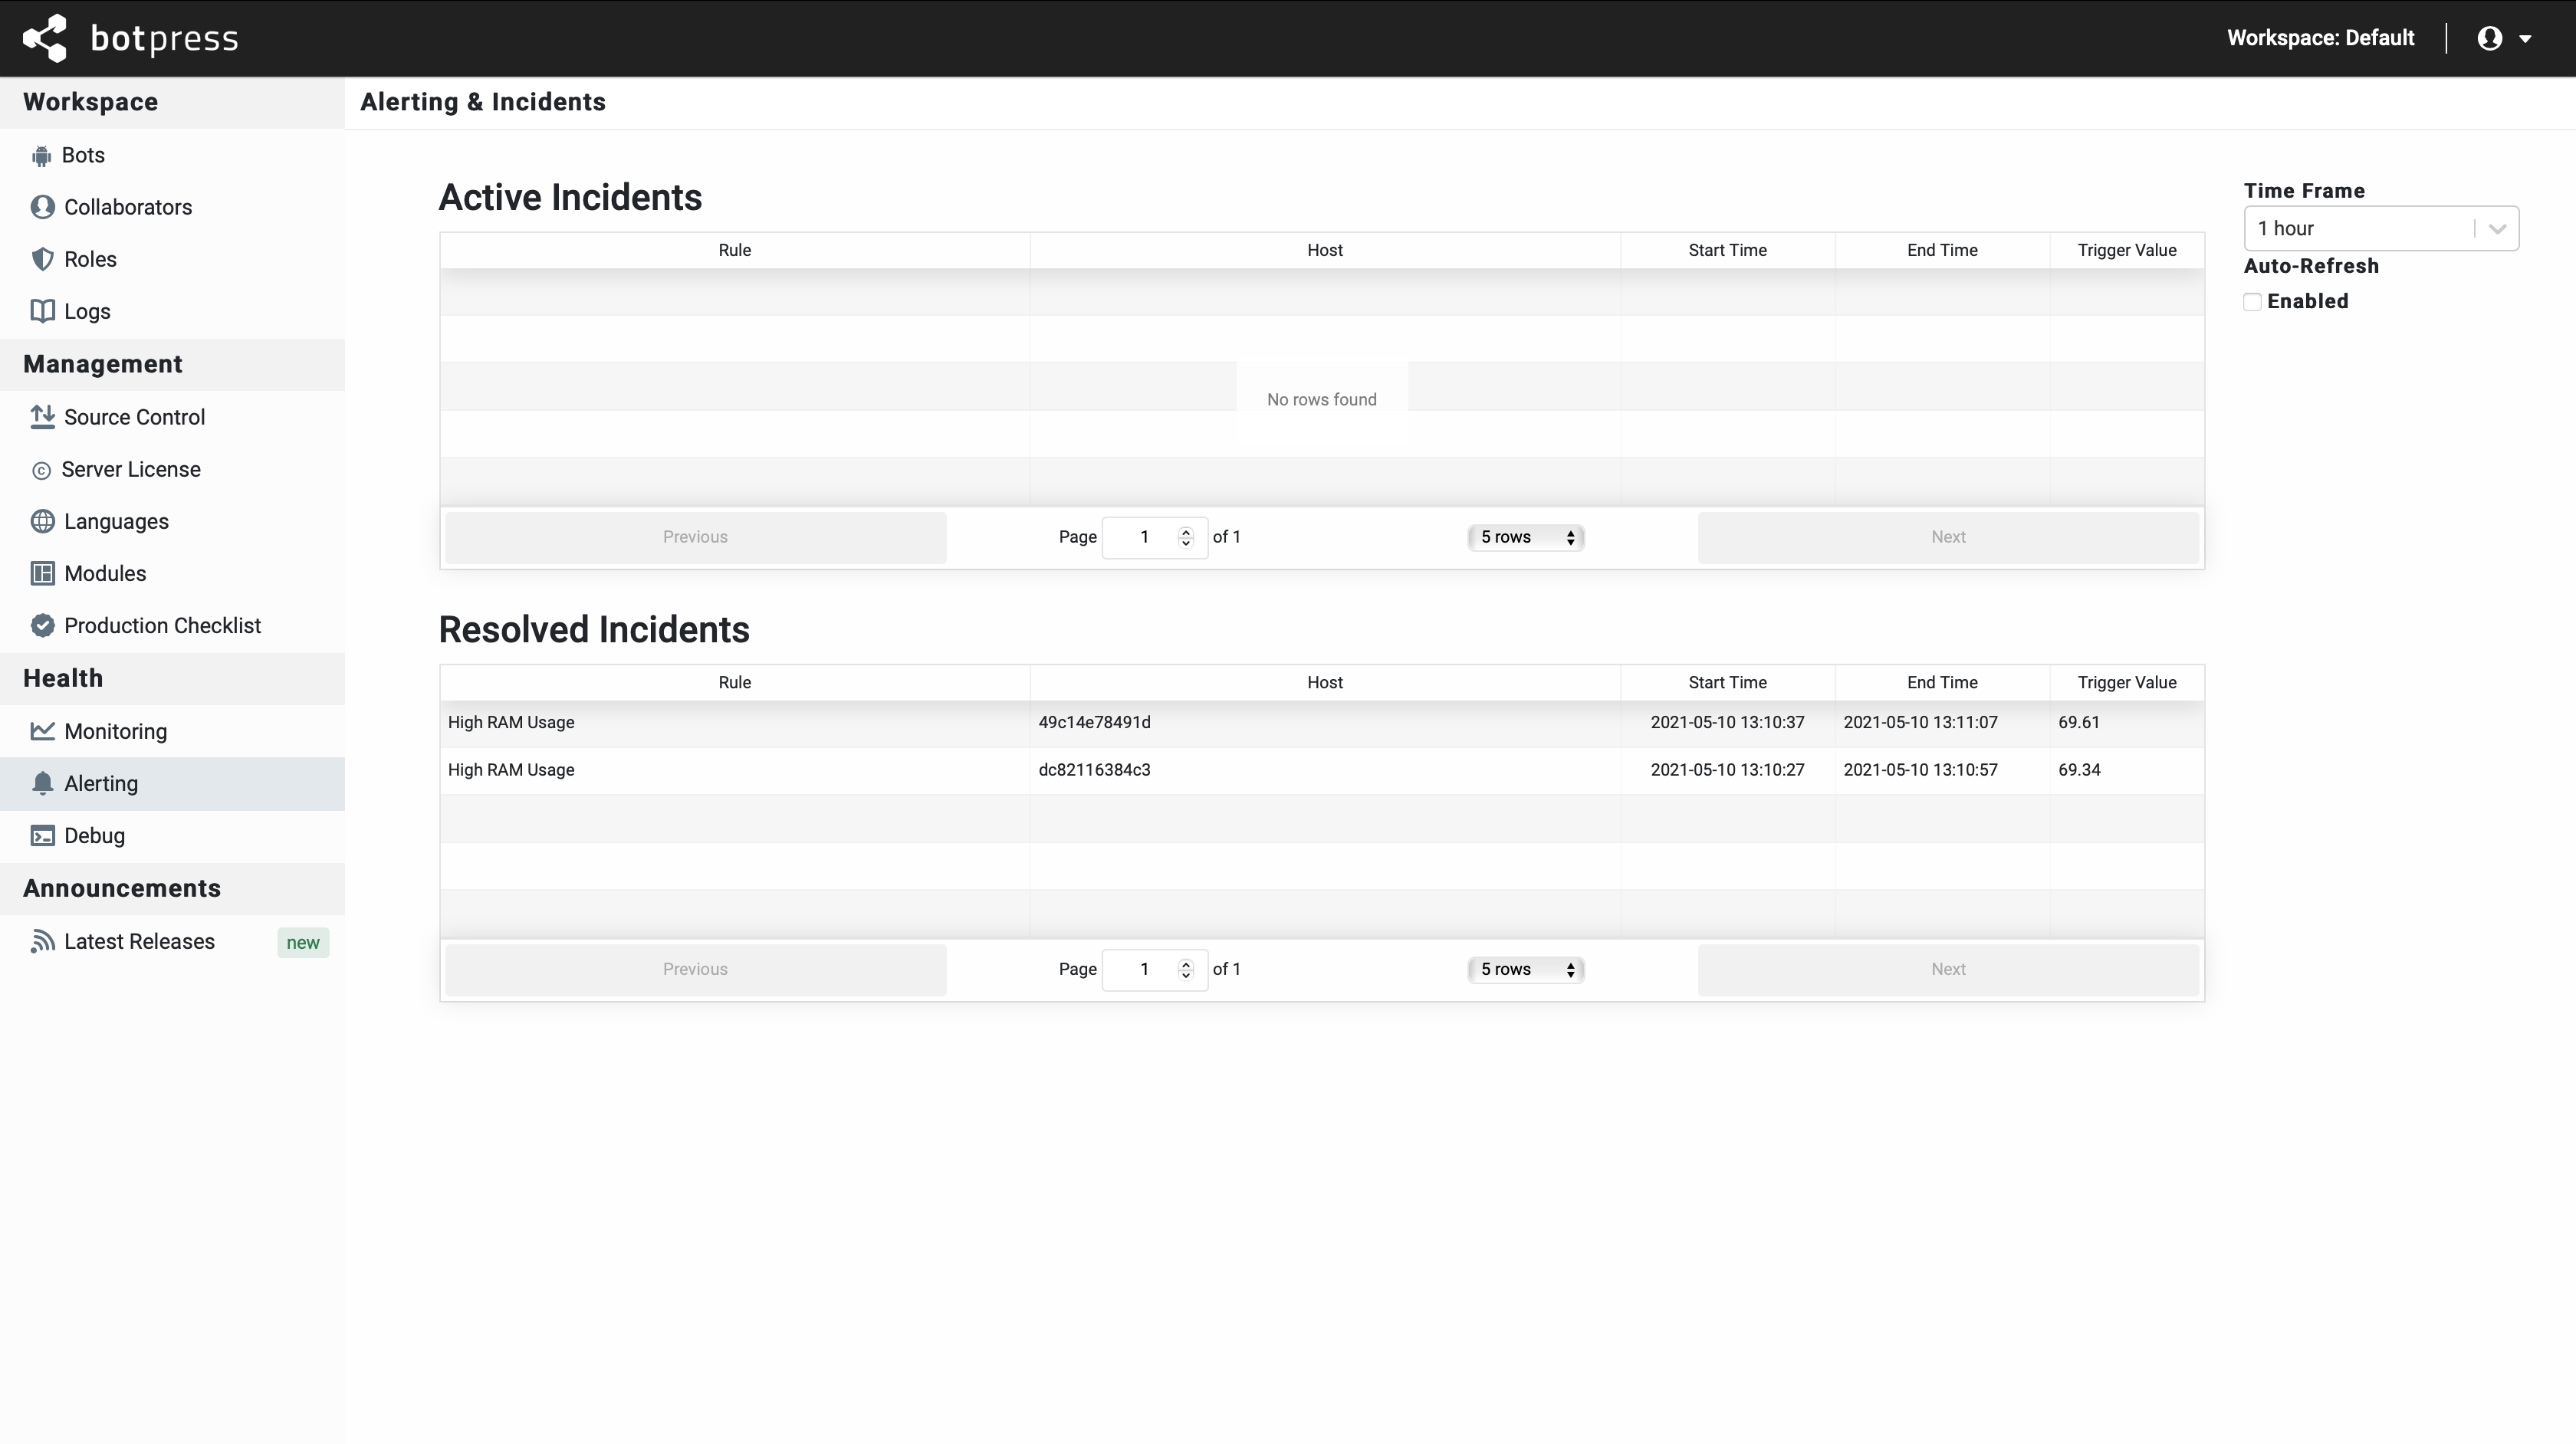 botpress
Workspace: Default
Workspace
Bots
Collaborators
Roles
Logs
Management
Source Control
Server License
Languages
Modules
Production Checklist
Health
Monitoring
Alerting
Debug
Announcements
Latest Releases new
Alerting & Incidents
Active Incidents
Rule Host Start Time End Time Trigger Value
No rows found
Previous Page 1 of 1 5 rows Next
Resolved Incidents
Rule Host Start Time End Time Trigger Value
High RAM Usage 49c14e78491d 2021-05-10 13:10:37 2021-05-10 13:11:07 69.61
High RAM Usage dc82116384c3 2021-05-10 13:10:27 2021-05-10 13:10:57 69.34
Previous Page 1 of 1 5 rows Next
Time Frame
1 hour
Auto-Refresh
Enabled